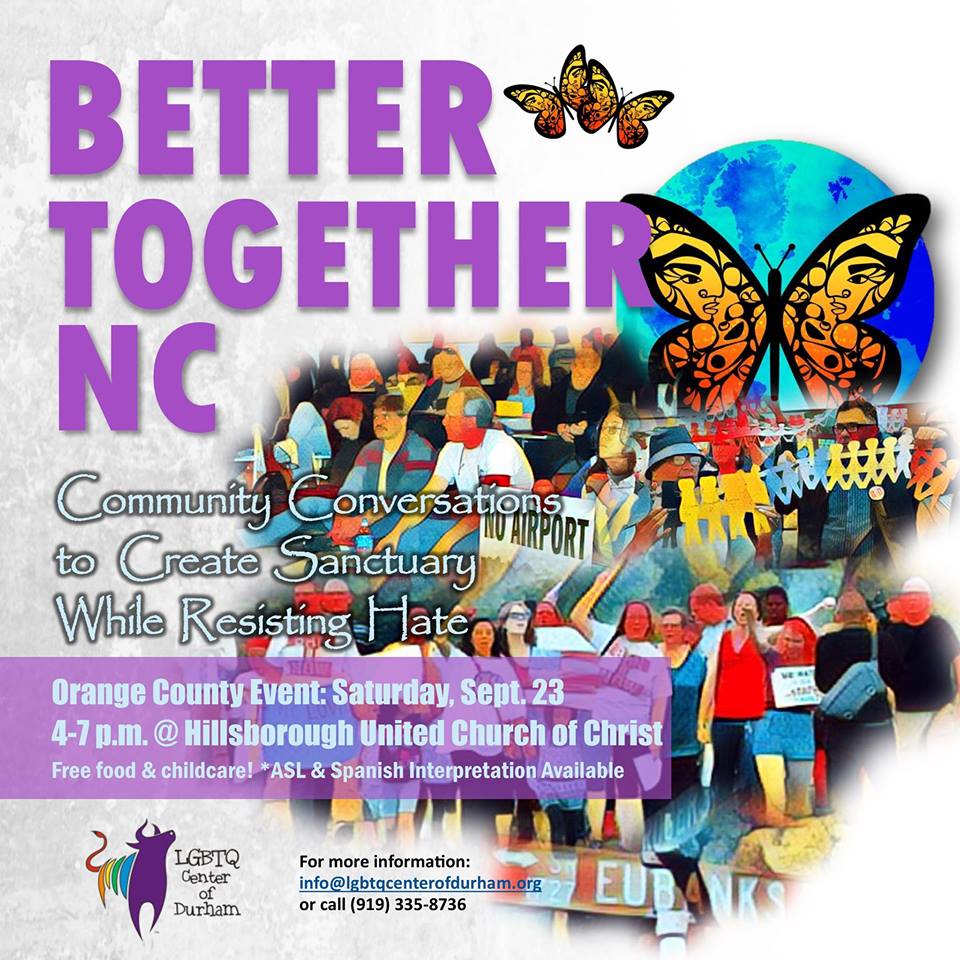 BETTER
TOGETHER
NC
Community Conversations
to Create Sanctuary
While Resisting Hate
NO AIRPORT
Orange County Event: Saturday, Sept. 23
4-7 p.m. @ Hillsborough United Church of Christ
Free food & childcare! *ASL & Spanish Interpretation Available
LGBTQ
Center
of
Durham
For more information:
info@lgbtqcenterofdurham.org
or call (919) 335-8736
EUBANKS